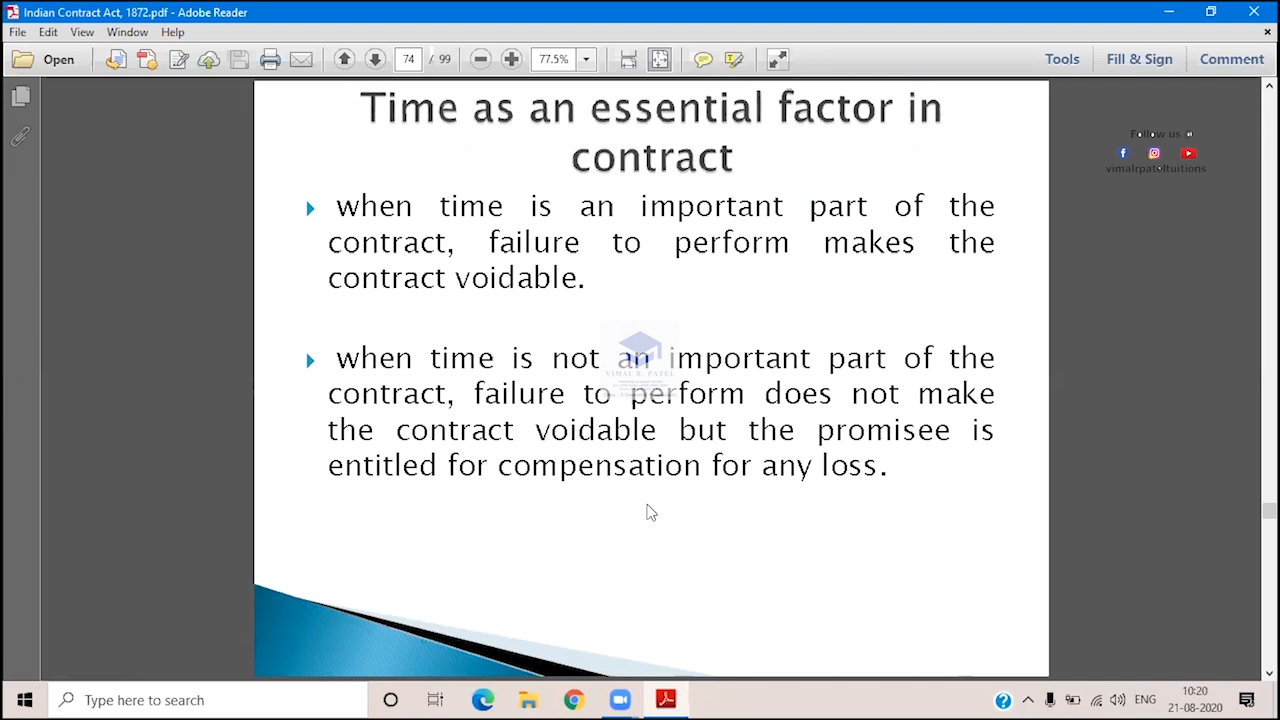 Indian Contract Act, 1872.pdf - Adobe Reader
File Edit View Window Help
Open 74 / 99 77.5% Tools Fill & Sign Comment
Time as an essential factor in
contract
Follow us
vimalrpateltuitions
when time is an important part of the
contract, failure to perform makes the
contract voidable.
when time is not an important part of the
VIMAL R. PATEL
contract, failure to perform does not make
the contract voidable but the promisee is
entitled for compensation for any loss.
Type here to search
ENG
10:20
21-08-2020